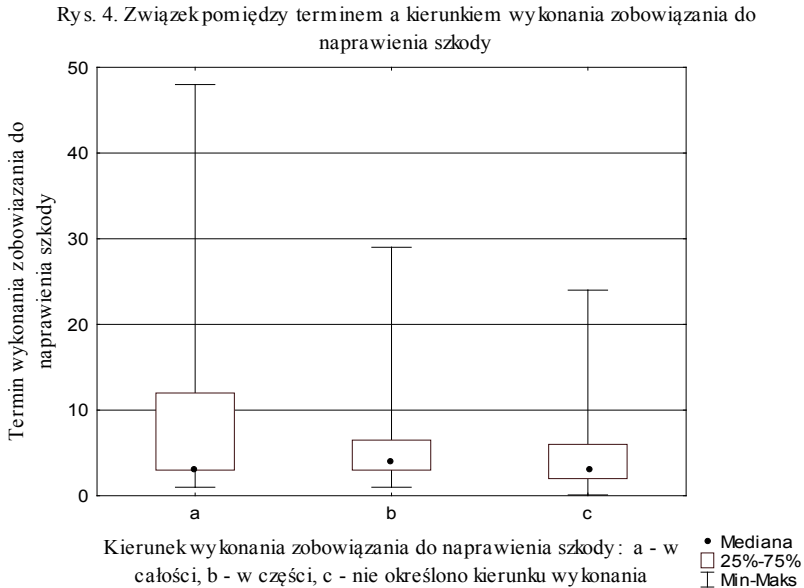 Rys. 4. Związek pomiędzy terminem a kierunkiem wykonania zobowiązania do
naprawienia szkody
Termin wykonania zobowiazania do
naprawienia szkody
50
40
30
20
10
0
a
b
c
Kierunek wykonania zobowiązania do naprawienia szkody: a - w
całości, b - w części, c - nie określono kierunku wykonania
Mediana
25%-75%
Min-Maks